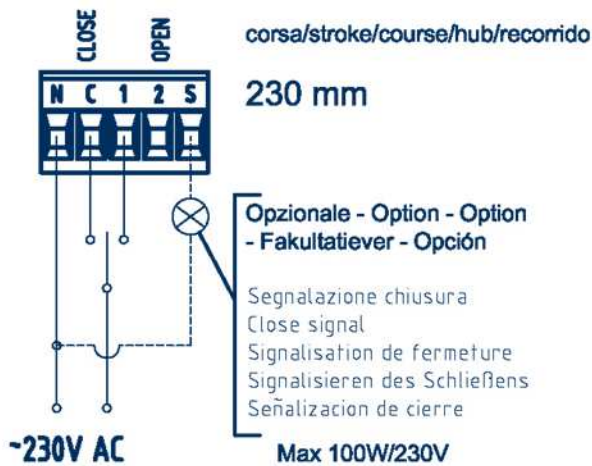 CLOSE OPEN
corsa/stroke/course/hub/recorrido
N C 1 2 S
230 mm
Opzionale - Option - Option
- Fakultatiever - Opción
Segnalazione chiusura
Close signal
Signalisation de fermeture
Signalisieren des Schließens
Señalizacion de cierre
~230V AC
Max 100W/230V